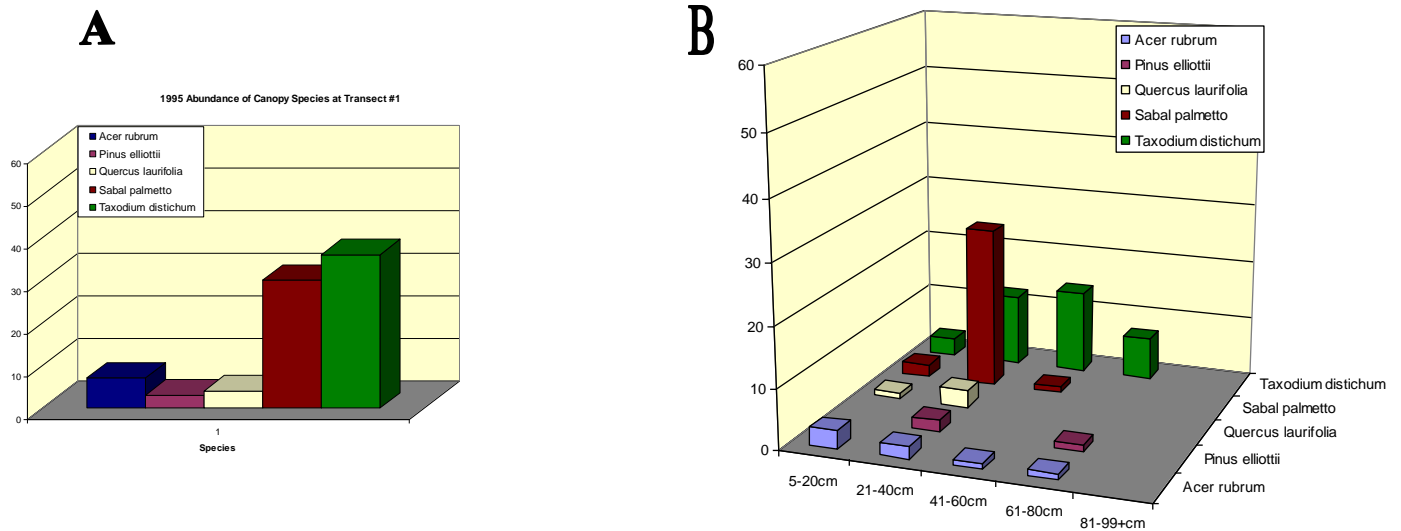 A
1995 Abundance of Canopy Species at Transect #1
Acer rubrum
Pinus elliottii
Quercus laurifolia
Sabal palmetto
Taxodium distichum
60
50
40
30
20
10
0
1
Species
B
Acer rubrum
Pinus elliottii
Quercus laurifolia
Sabal palmetto
Taxodium distichum
60
50
40
30
20
10
0
5-20cm
21-40cm
41-60cm
61-80cm
81-99+cm
Taxodium distichum
Sabal palmetto
Quercus laurifolia
Pinus elliottii
Acer rubrum